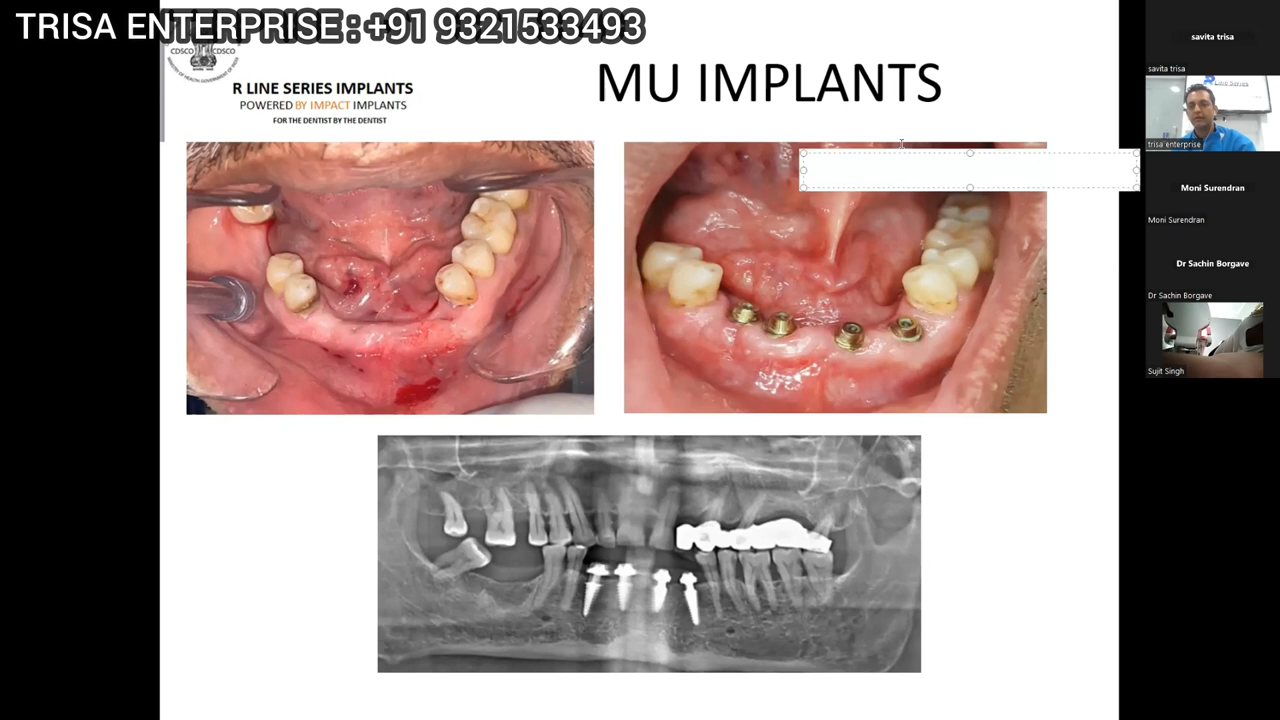 TRISA ENTERPRISE : +91 9321533493
CDSCO CDSCO
R LINE SERIES IMPLANTS
POWERED BY IMPACT IMPLANTS
FOR THE DENTIST BY THE DENTIST
MU IMPLANTS
savita trisa
savita trisa
trisa enterprise
Moni Surendran
Moni Surendran
Dr Sachin Borgave
Dr Sachin Borgave
Sujit Singh